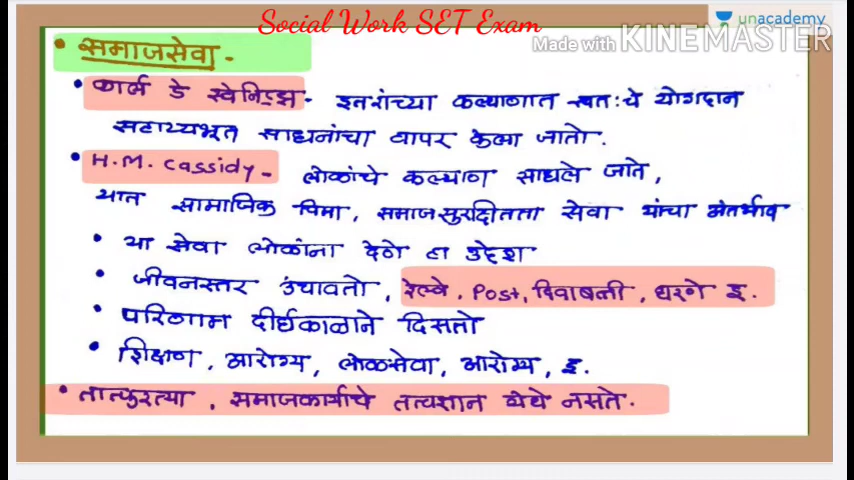 Social Work SET Exam
unacademy
Made with KINEMASTER
• समाजसेवा -
• कार्ल डे स्वेनिट्झ - इतरांच्या कल्याणात स्वतःचे योगदान
सहाय्यभूत साधनांचा वापर केला जातो.
• H.M. Cassidy - लोकांचे कल्याण साधले जाते,
यात सामाजिक विमा, समाजसुरक्षितता सेवा यांचा अंतर्भाव
• या सेवा लोकांना देणे हा उद्देश
• जीवनस्तर उंचावतो, रेल्वे, Post, दिवाबत्ती, धरणे इ.
• परिणाम दीर्घकाळाने दिसतो
• शिक्षण, आरोग्य, लोकसेवा, आरोग्य, इ.
• तात्पुरत्या, समाजकार्याचे तत्वज्ञान येथे नसते.